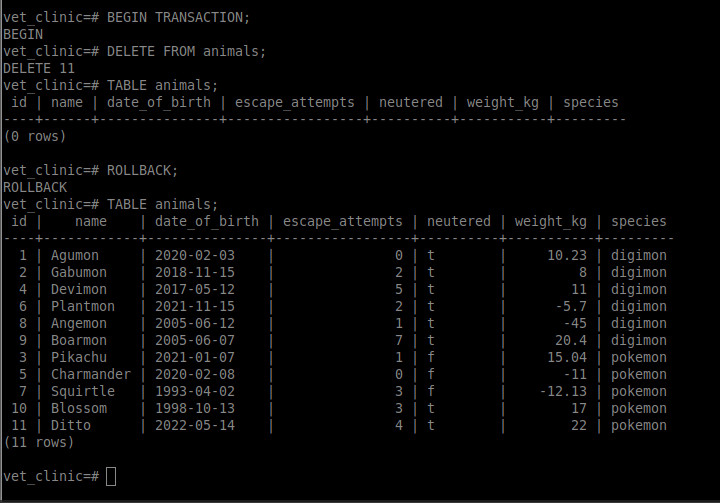 vet_clinic=# BEGIN TRANSACTION;
BEGIN
vet_clinic=# DELETE FROM animals;
DELETE 11
vet_clinic=# TABLE animals;
 id | name | date_of_birth | escape_attempts | neutered | weight_kg | species
----+------+---------------+-----------------+----------+-----------+---------
(0 rows)

vet_clinic=# ROLLBACK;
ROLLBACK
vet_clinic=# TABLE animals;
 id |    name    | date_of_birth | escape_attempts | neutered | weight_kg | species
----+------------+---------------+-----------------+----------+-----------+---------
  1 | Agumon     | 2020-02-03    |               0 | t        |     10.23 | digimon
  2 | Gabumon    | 2018-11-15    |               2 | t        |         8 | digimon
  4 | Devimon    | 2017-05-12    |               5 | t        |        11 | digimon
  6 | Plantmon   | 2021-11-15    |               2 | t        |      -5.7 | digimon
  8 | Angemon    | 2005-06-12    |               1 | t        |       -45 | digimon
  9 | Boarmon    | 2005-06-07    |               7 | t        |      20.4 | digimon
  3 | Pikachu    | 2021-01-07    |               1 | f        |     15.04 | pokemon
  5 | Charmander | 2020-02-08    |               0 | f        |       -11 | pokemon
  7 | Squirtle   | 1993-04-02    |               3 | f        |    -12.13 | pokemon
 10 | Blossom    | 1998-10-13    |               3 | t        |        17 | pokemon
 11 | Ditto      | 2022-05-14    |               4 | t        |        22 | pokemon
(11 rows)

vet_clinic=#